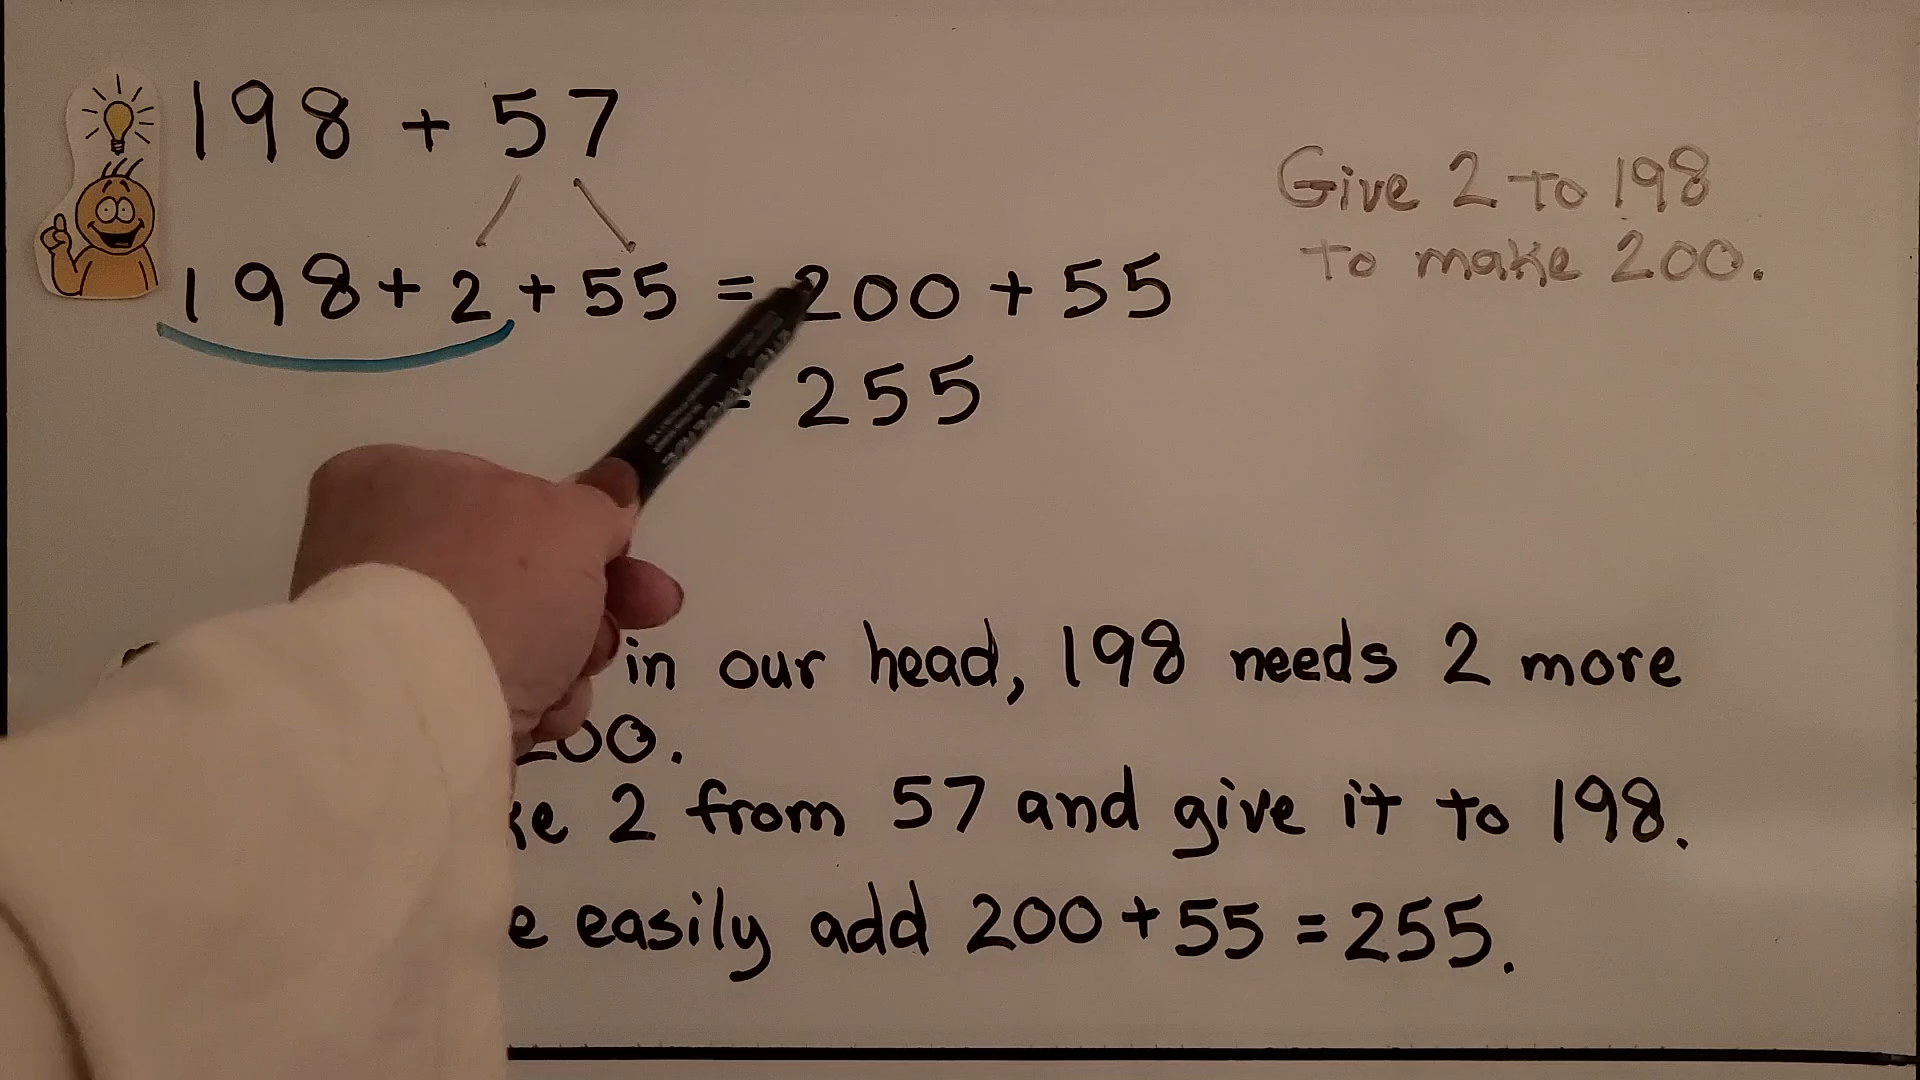 198 + 57
Give 2 to 198
to make 200.
198 + 2 + 55 = 200 + 55
= 255
in our head, 198 needs 2 more
200.
2 from 57 and give it to 198.
easily add 200 + 55 = 255.